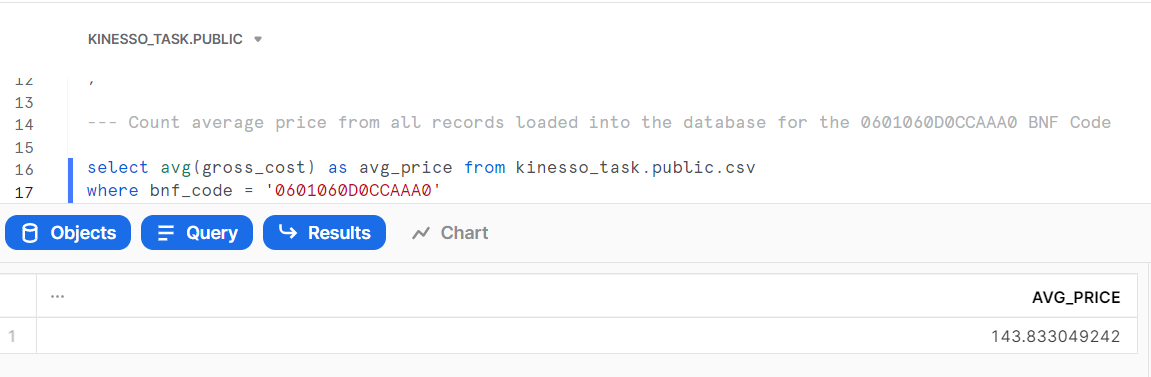 KINESSO_TASK.PUBLIC
12 ;
13
14 --- Count average price from all records loaded into the database for the 0601060D0CCAAA0 BNF Code
15
16 select avg(gross_cost) as avg_price from kinesso_task.public.csv
17 where bnf_code = '0601060D0CCAAA0'
Objects Query Results Chart
... AVG_PRICE
1 143.833049242